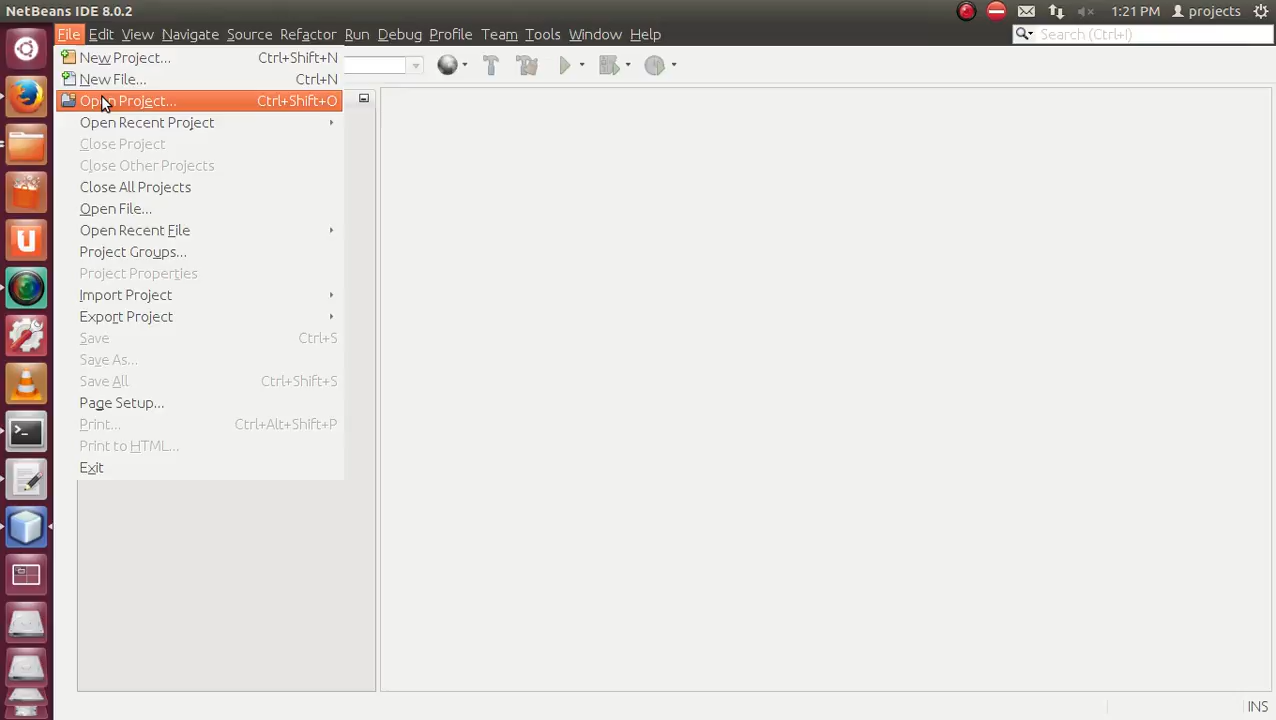 NetBeans IDE 8.0.2
1:21 PM
projects
File Edit View Navigate Source Refactor Run Debug Profile Team Tools Window Help
Search (Ctrl+I)
New Project... Ctrl+Shift+N
New File... Ctrl+N
Open Project... Ctrl+Shift+O
Open Recent Project
Close Project
Close Other Projects
Close All Projects
Open File...
Open Recent File
Project Groups...
Project Properties
Import Project
Export Project
Save Ctrl+S
Save As...
Save All Ctrl+Shift+S
Page Setup...
Print... Ctrl+Alt+Shift+P
Print to HTML...
Exit
INS